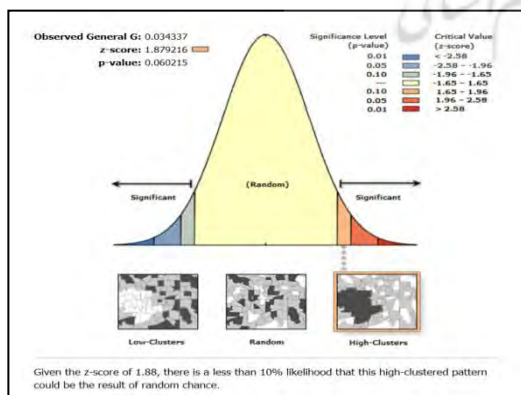 Observed General G: 0.034337
z-score: 1.879216
p-value: 0.060215
Significance Level (p-value)
Critical Value (z-score)
0.01 < -2.58
0.05 -2.58 - -1.96
0.10 -1.96 - -1.65
— -1.65 - 1.65
0.10 1.65 - 1.96
0.05 1.96 - 2.58
0.01 > 2.58
Significant
(Random)
Significant
Low-Clusters
Random
High-Clusters
Given the z-score of 1.88, there is a less than 10% likelihood that this high-clustered pattern
could be the result of random chance.